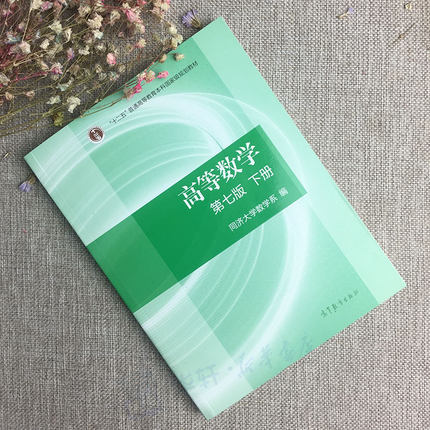 "十二五"普通高等教育本科国家级规划教材
高等数学
第七版 下册
同济大学数学系 编
高等教育出版社